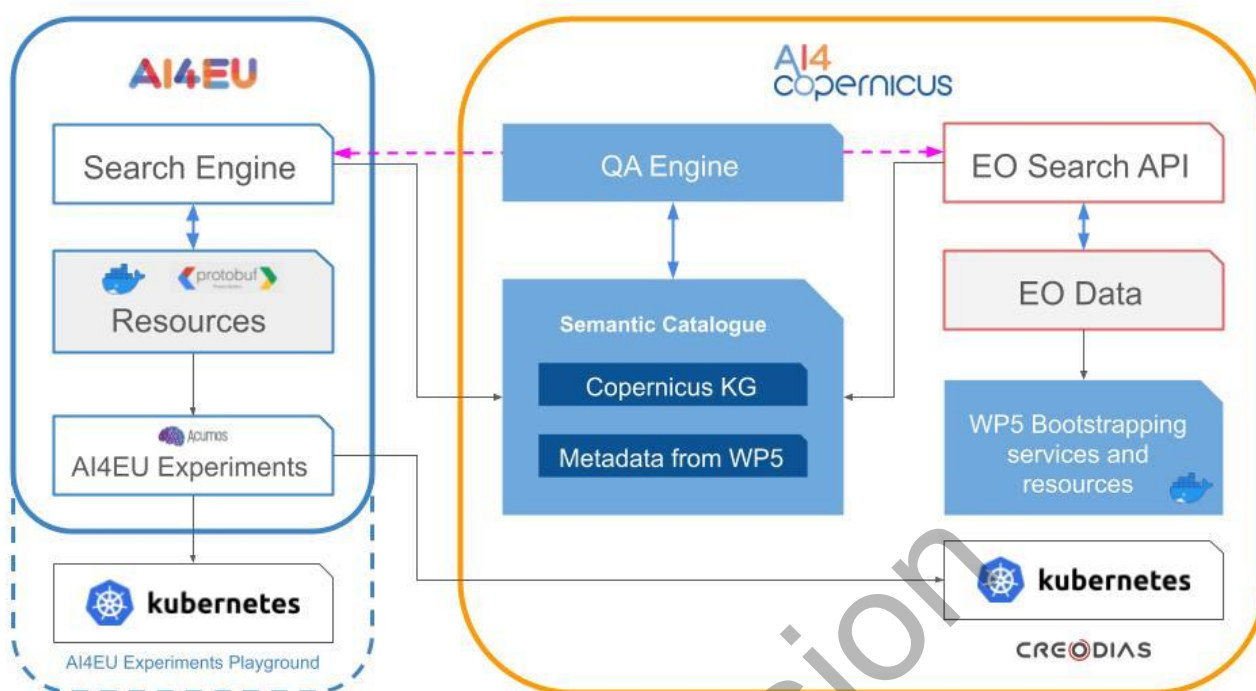 AI4EU
Search Engine
protobuf
Resources
Acumos
AI4EU Experiments
kubernetes
AI4EU Experiments Playground
AI4
copernicus
QA Engine
Semantic Catalogue
Copernicus KG
Metadata from WP5
EO Search API
EO Data
WP5 Bootstrapping
services and
resources
kubernetes
CREODIAS